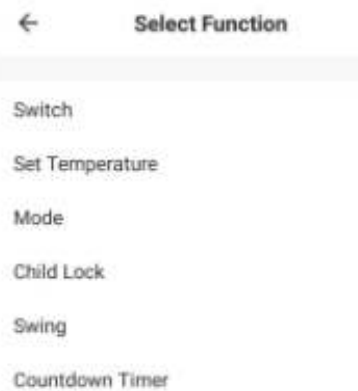 Select Function
Switch
Set Temperature
Mode
Child Lock
Swing
Countdown Timer